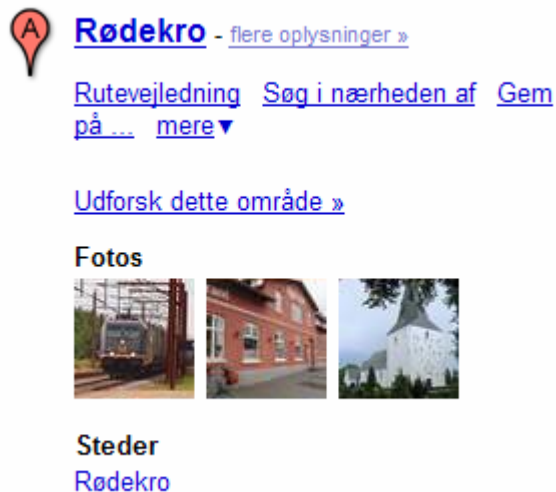 A
Rødekro - flere oplysninger »
Rutevejledning Søg i nærheden af Gem
på ... mere▼
Udforsk dette område »
Fotos
Steder
Rødekro